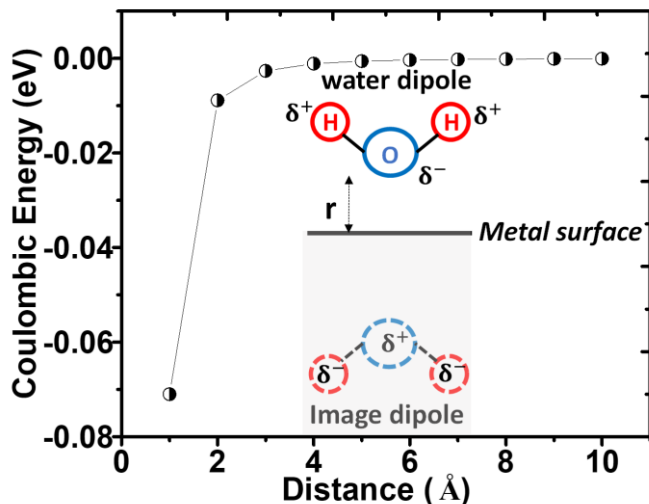 Coulombic Energy (eV)
0.00
-0.02
-0.04
-0.06
-0.08
water dipole
δ+ H H δ+
O
δ−
r
Metal surface
δ+
δ− δ−
Image dipole
0 2 4 6 8 10
Distance (Å)